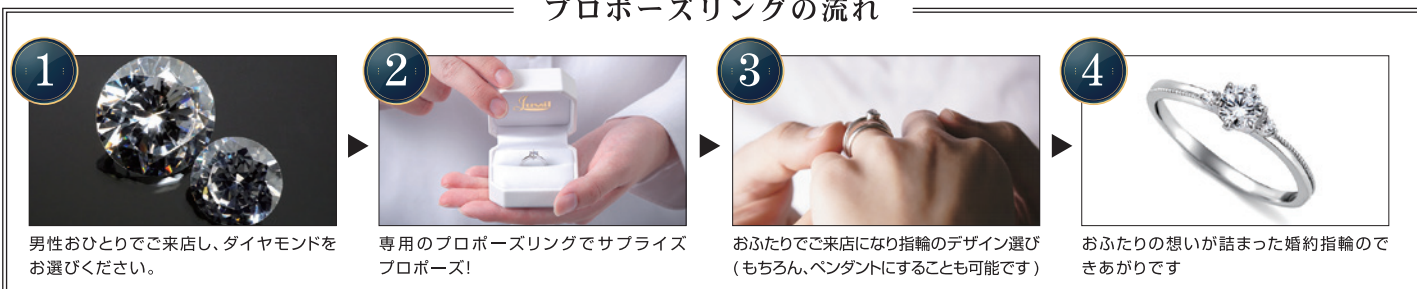 プロポーズリングの流れ
1
2
3
4
男性おひとりでご来店し、ダイヤモンドを
お選びください。
専用のプロポーズリングでサプライズ
プロポーズ!
おふたりでご来店になり指輪のデザイン選び
(もちろん、ペンダントにすることも可能です)
おふたりの想いが詰まった婚約指輪ので
きあがりです